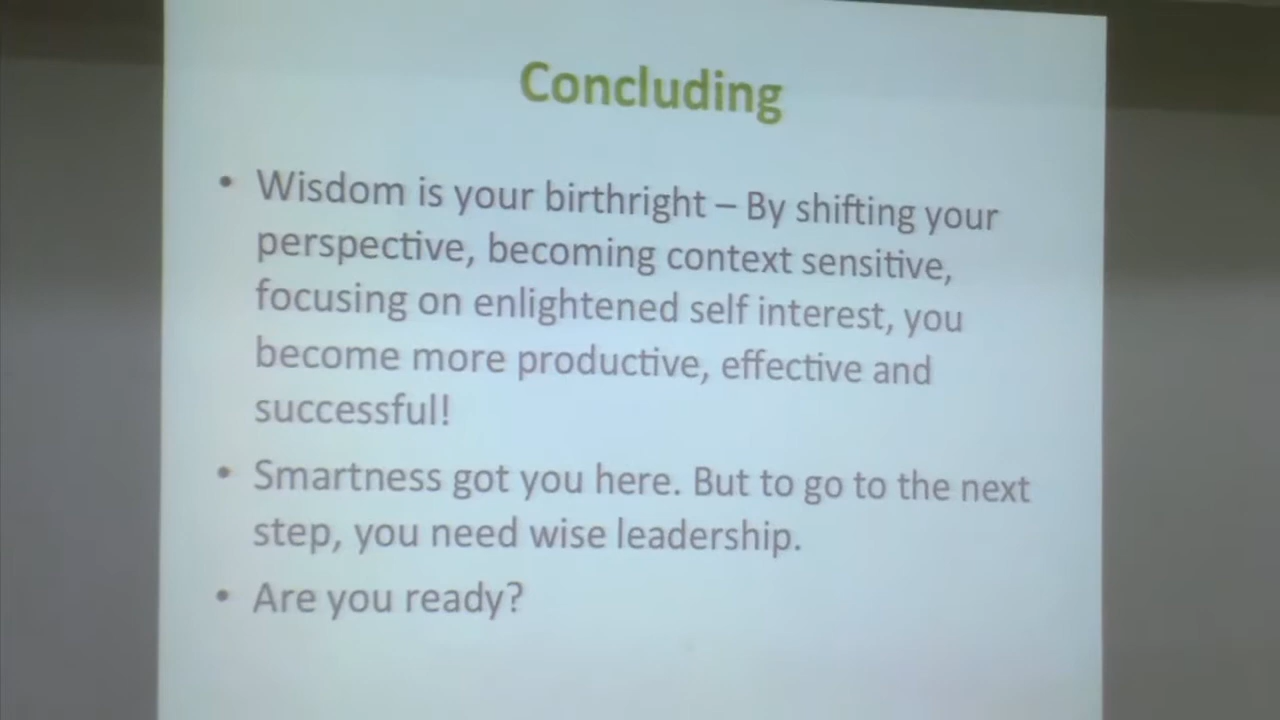 Concluding
• Wisdom is your birthright – By shifting your
perspective, becoming context sensitive,
focusing on enlightened self interest, you
become more productive, effective and
successful!
• Smartness got you here. But to go to the next
step, you need wise leadership.
• Are you ready?